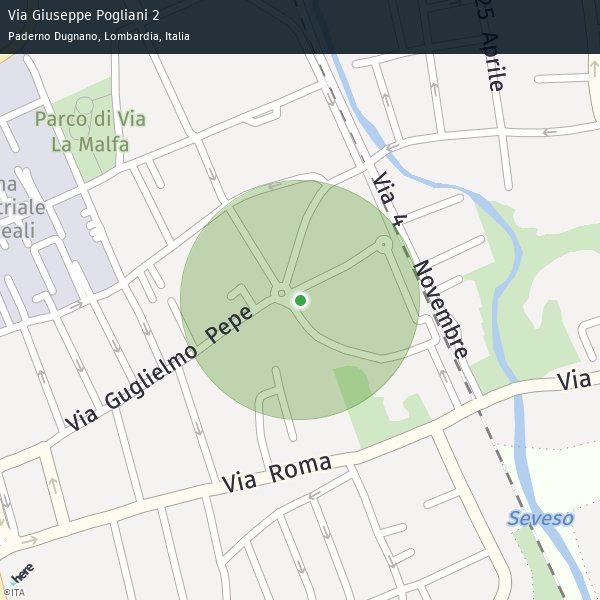 Via Giuseppe Pogliani 2
Paderno Dugnano, Lombardia, Italia
25 Aprile
Parco di Via
La Malfa
Via 4 Novembre
triale
eali
Via Guglielmo Pepe
Via
Via Roma
Seveso
here
©ITA